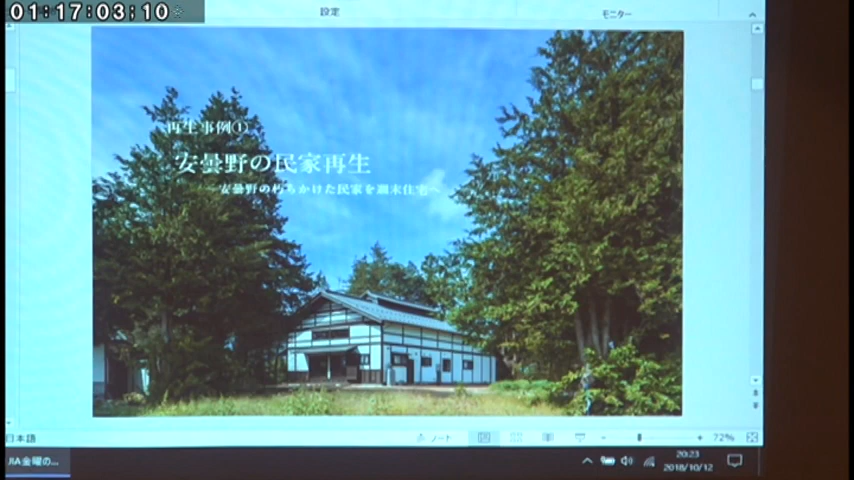 01:17:03;10
設定
モニター
再生事例①
安曇野の民家再生
安曇野の朽ちかけた民家を週末住宅へ
日本語
ノート
72%
JIA金曜の...
20:23
2018/10/12